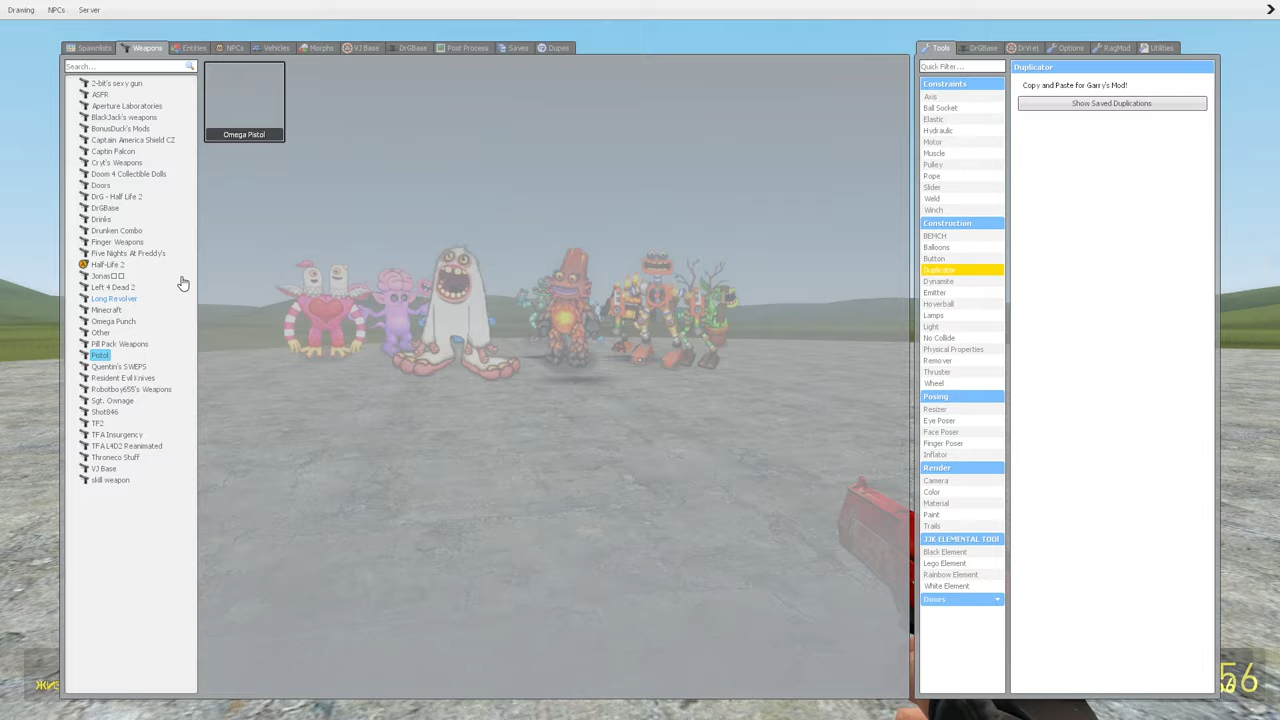 Drawing NPCs Server
Spawnlists Weapons Entities NPCs Vehicles Morphs VJ Base DrGBase Post Process Saves Dupes
Search...
2-bit's sexy gun
ASFR
Aperture Laboratories
BlackJack's weapons
BonusDuck's Mods
Captain America Shield CZ
Captin Falcon
Cryt's Weapons
Doom 4 Collectible Dolls
Doors
DrG - Half Life 2
DrGBase
Drinks
Drunken Combo
Finger Weapons
Five Nights At Freddy's
Half-Life 2
Jonas
Left 4 Dead 2
Long Revolver
Minecraft
Omega Punch
Other
Pill Pack Weapons
Pistol
Quentin's SWEPS
Resident Evil Knives
Robotboy655's Weapons
Sgt. Ownage
Shot846
TF2
TFA Insurgency
TFA L4D2 Reanimated
Throneco Stuff
VJ Base
skill weapon
Omega Pistol
Tools DrGBase DrVrej Options RagMod Utilities
Quick Filter...
Constraints
Axis
Ball Socket
Elastic
Hydraulic
Motor
Muscle
Pulley
Rope
Slider
Weld
Winch
Construction
BEMCH
Balloons
Button
Duplicator
Dynamite
Emitter
Hoverball
Lamps
Light
No Collide
Physical Properties
Remover
Thruster
Wheel
Posing
Resizer
Eye Poser
Face Poser
Finger Poser
Inflator
Render
Camera
Color
Material
Paint
Trails
JJK ELEMENTAL TOOL
Black Element
Lego Element
Rainbow Element
White Element
Doors
Duplicator
Copy and Paste for Garry's Mod!
Show Saved Duplications